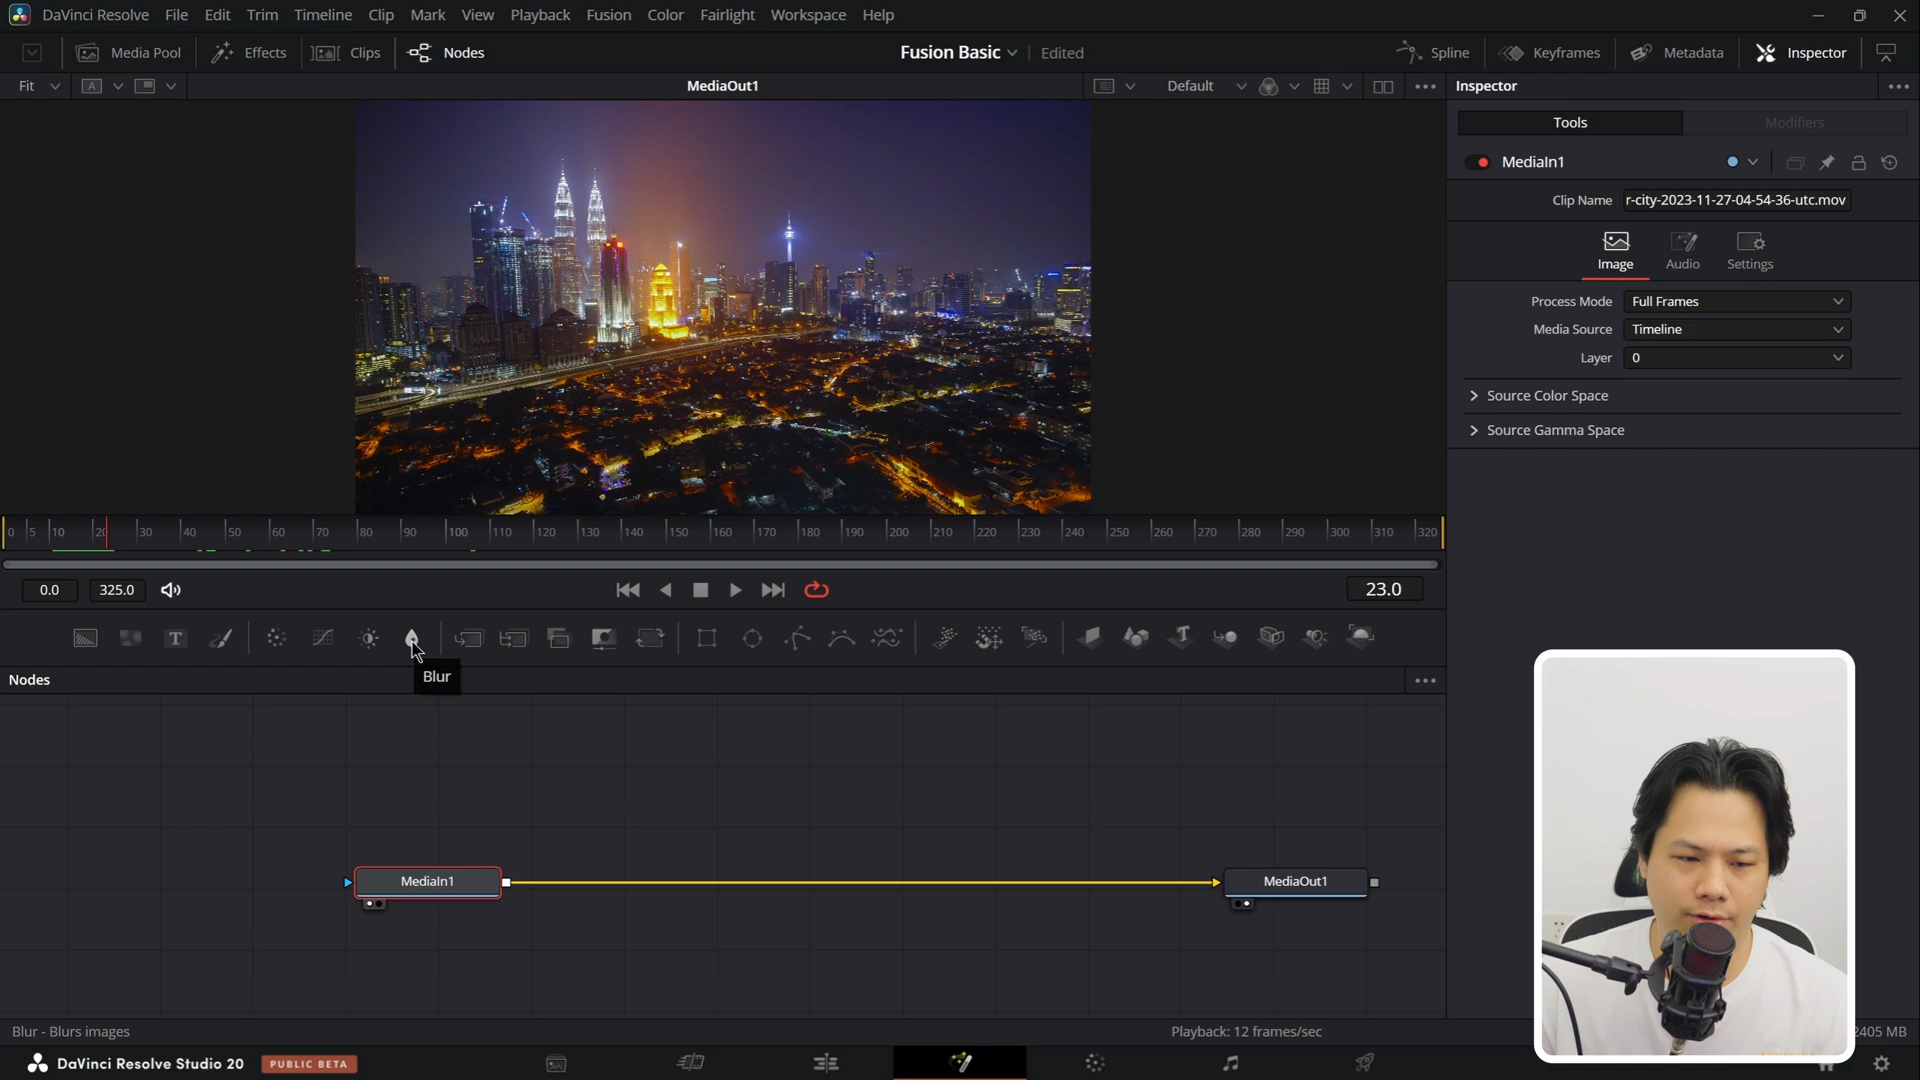 DaVinci Resolve File Edit Trim Timeline Clip Mark View Playback Fusion Color Fairlight Workspace Help
Media Pool Effects Clips Nodes Fusion Basic Edited Spline Keyframes Metadata Inspector
Fit A MediaOut1 Default Inspector
Tools Modifiers
MediaIn1
Clip Name r-city-2023-11-27-04-54-36-utc.mov
Image Audio Settings
Process Mode Full Frames
Media Source Timeline
Layer 0
Source Color Space
Source Gamma Space
0 5 10 20 30 40 50 60 70 80 90 100 110 120 130 140 150 160 170 180 190 200 210 220 230 240 250 260 270 280 290 300 310 320
0.0 325.0 23.0
T T
Blur
Nodes
MediaIn1 MediaOut1
Blur - Blurs images Playback: 12 frames/sec 2405 MB
DaVinci Resolve Studio 20 PUBLIC BETA